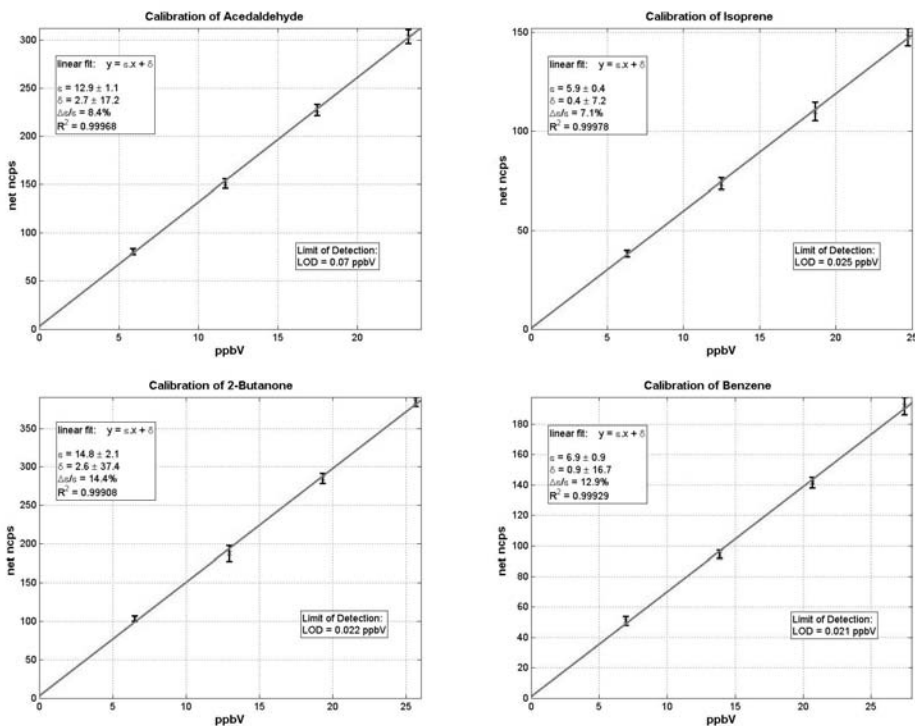 Calibration of Acedaldehyde
net ncps
300
250
200
150
100
50
0
linear fit: y = ε.x + δ
ε = 12.9 ± 1.1
δ = 2.7 ± 17.2
Δε/ε = 8.4%
R² = 0.99968
Limit of Detection:
LOD = 0.07 ppbV
0 5 10 15 20
ppbV
Calibration of Isoprene
net ncps
150
100
50
0
linear fit: y = ε.x + δ
ε = 5.9 ± 0.4
δ = 0.4 ± 7.2
Δε/ε = 7.1%
R² = 0.99978
Limit of Detection:
LOD = 0.025 ppbV
0 5 10 15 20 25
ppbV
Calibration of 2-Butanone
net ncps
350
300
250
200
150
100
50
0
linear fit: y = ε.x + δ
ε = 14.8 ± 2.1
δ = 2.6 ± 37.4
Δε/ε = 14.4%
R² = 0.99908
Limit of Detection:
LOD = 0.022 ppbV
0 5 10 15 20 25
ppbV
Calibration of Benzene
net ncps
180
160
140
120
100
80
60
40
20
0
linear fit: y = ε.x + δ
ε = 6.9 ± 0.9
δ = 0.9 ± 16.7
Δε/ε = 12.9%
R² = 0.99929
Limit of Detection:
LOD = 0.021 ppbV
0 5 10 15 20 25
ppbV